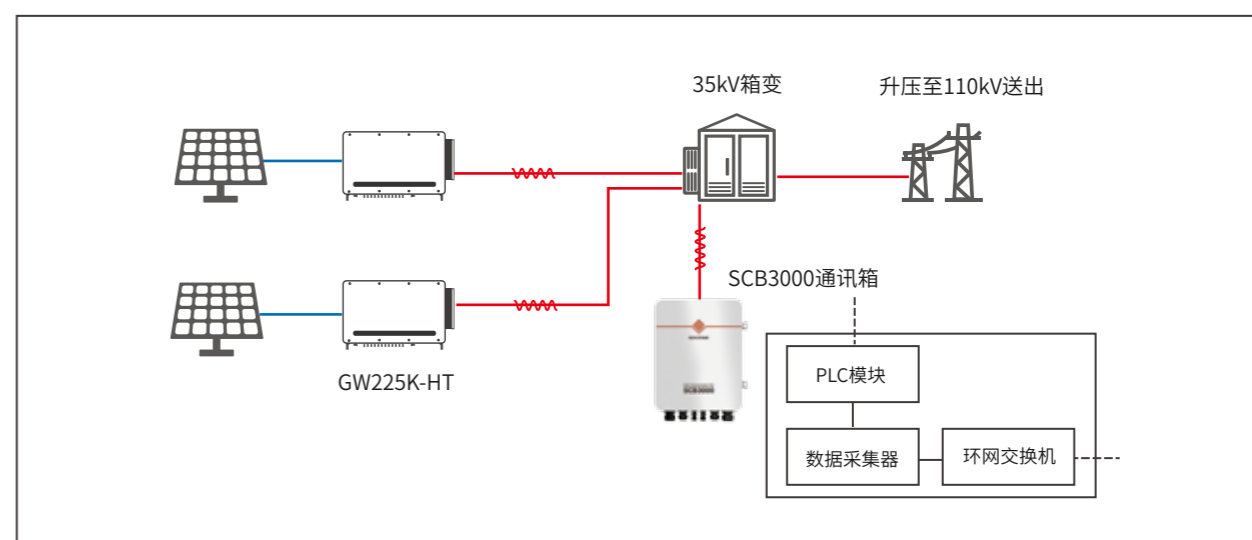 35kV箱变
升压至110kV送出
SCB3000通讯箱
GW225K-HT
SCB3000
PLC模块
数据采集器
环网交换机